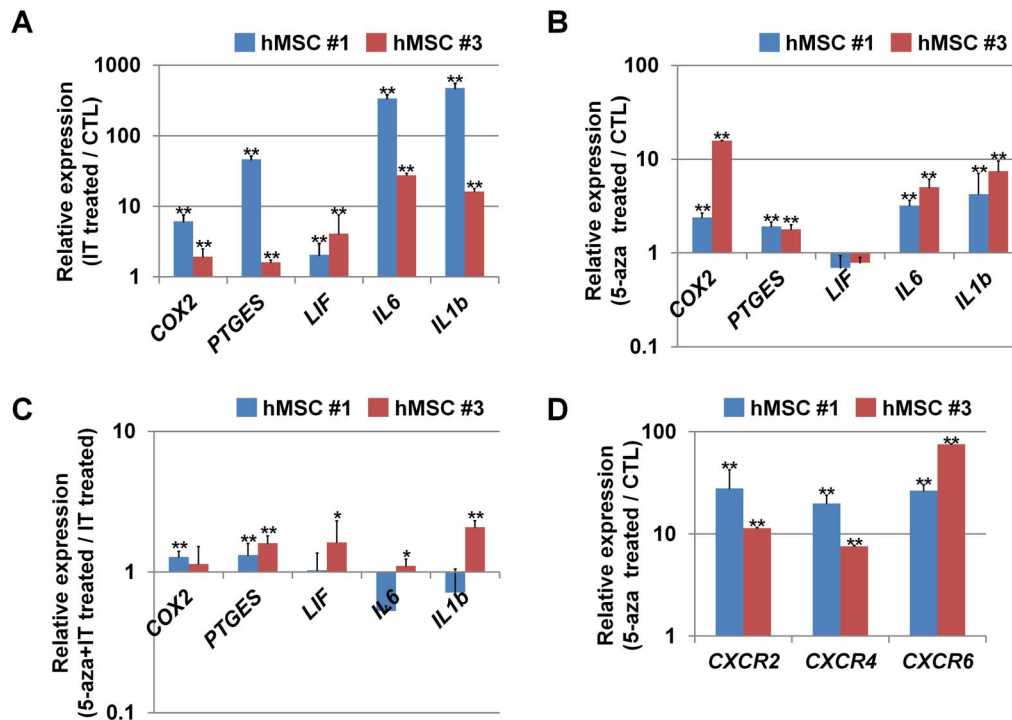 A
hMSC #1 hMSC #3
Relative expression
(IT treated / CTL)
1000
100
10
1
** ** ** ** ** ** ** ** ** **
COX2 PTGES LIF IL6 IL1b
B
hMSC #1 hMSC #3
Relative expression
(5-aza treated / CTL)
100
10
1
0.1
** ** ** ** ** ** ** **
COX2 PTGES LIF IL6 IL1b
C
hMSC #1 hMSC #3
Relative expression
(5-aza+IT treated / IT treated)
10
1
0.1
** ** ** * * **
COX2 PTGES LIF IL6 IL1b
D
hMSC #1 hMSC #3
Relative expression
(5-aza treated / CTL)
100
10
1
** ** ** ** ** **
CXCR2 CXCR4 CXCR6